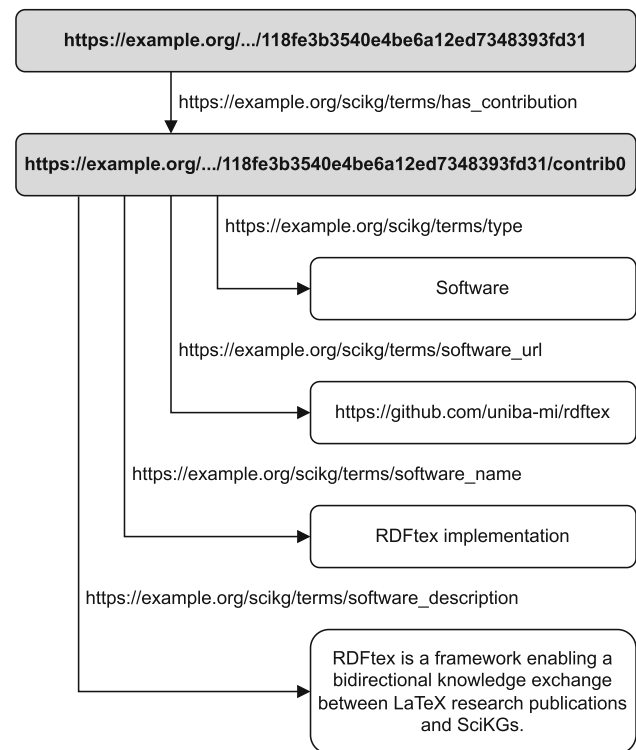 https://example.org/.../118fe3b3540e4be6a12ed7348393fd31
https://example.org/scikg/terms/has_contribution
https://example.org/.../118fe3b3540e4be6a12ed7348393fd31/contrib0
https://example.org/scikg/terms/type
Software
https://example.org/scikg/terms/software_url
https://github.com/uniba-mi/rdftex
https://example.org/scikg/terms/software_name
RDFtex implementation
https://example.org/scikg/terms/software_description
RDFtex is a framework enabling a
bidirectional knowledge exchange
between LaTeX research publications
and SciKGs.